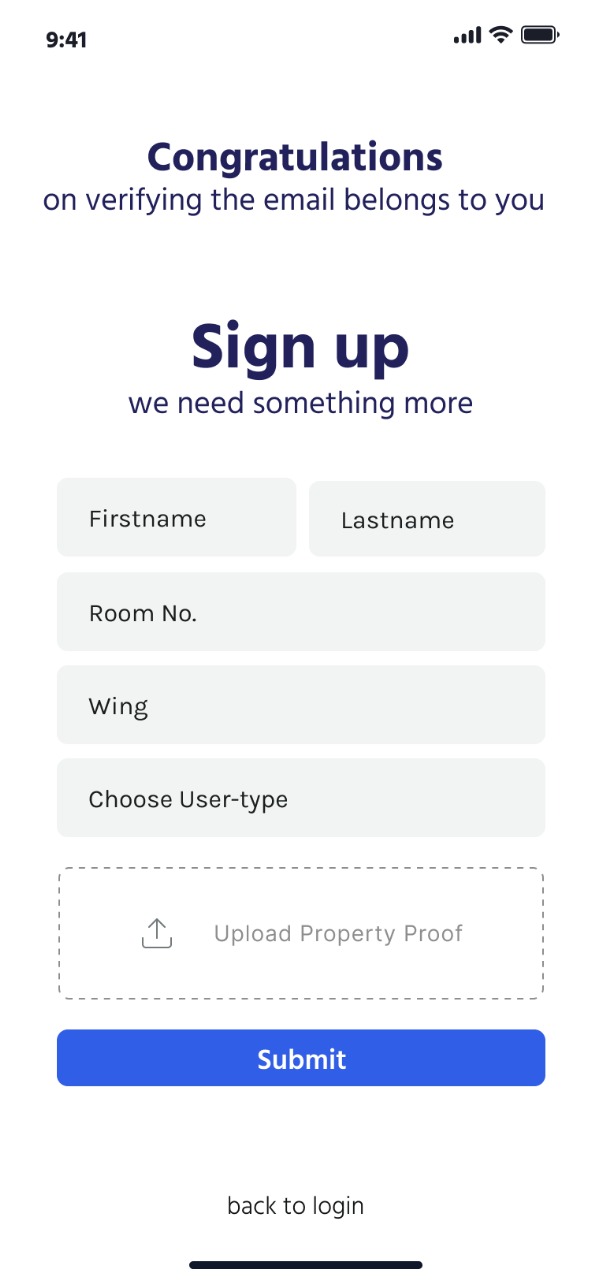 9:41
Congratulations
on verifying the email belongs to you
Sign up
we need something more
Firstname Lastname
Room No.
Wing
Choose User-type
Upload Property Proof
Submit
back to login